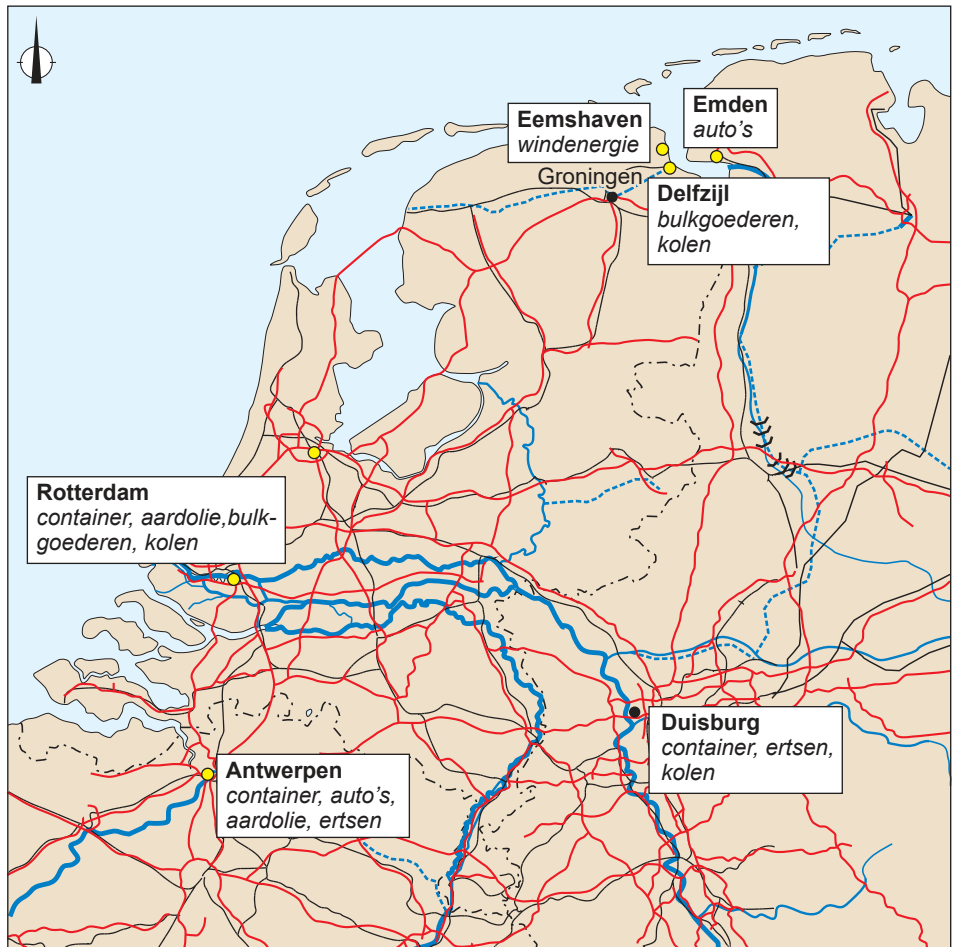 Eemshaven
windenergie
Emden
auto's
Groningen
Delfzijl
bulkgoederen,
kolen
Rotterdam
container, aardolie,bulk-
goederen, kolen
Duisburg
container, ertsen,
kolen
Antwerpen
container, auto's,
aardolie, ertsen